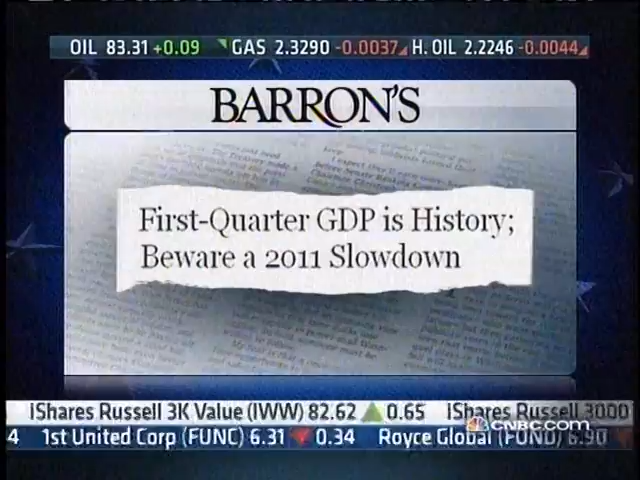 OIL 83.31 +0.09 GAS 2.3290 -0.0037 H. OIL 2.2246 -0.0044
BARRON'S
First-Quarter GDP is History;
Beware a 2011 Slowdown
iShares Russell 3K Value (IWW) 82.62 0.65 iShares Russell 3000
4 1st United Corp (FUNC) 6.31 0.34 Royce Global (FUND) 6.90
CNBC.com